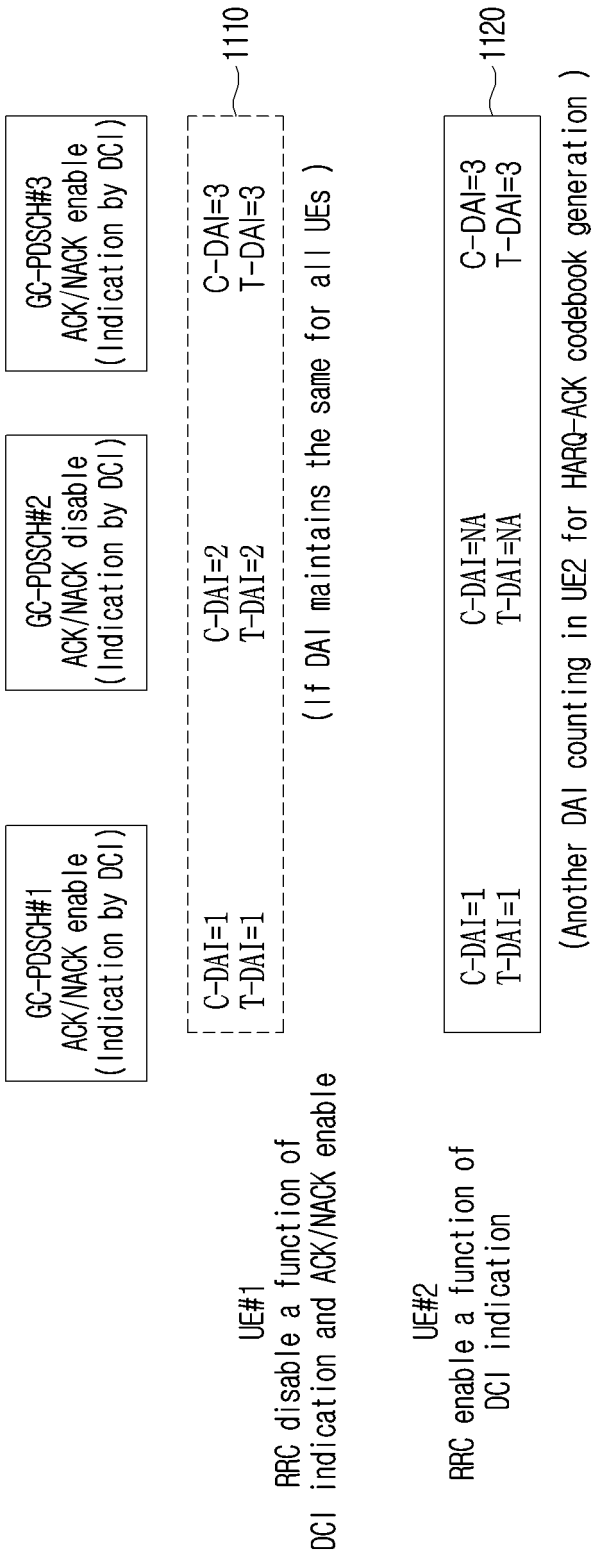 GC-PDSCH#1
ACK/NACK enable
(Indication by DCI)
GC-PDSCH#2
ACK/NACK disable
(Indication by DCI)
GC-PDSCH#3
ACK/NACK enable
(Indication by DCI)
UE#1
RRC disable a function of
DCI indication and ACK/NACK enable
C-DAI=1
T-DAI=1
C-DAI=2
T-DAI=2
C-DAI=3
T-DAI=3
1110
(If DAI maintains the same for all UEs )
UE#2
RRC enable a function of
DCI indication
C-DAI=1
T-DAI=1
C-DAI=NA
T-DAI=NA
C-DAI=3
T-DAI=3
1120
(Another DAI counting in UE2 for HARQ-ACK codebook generation )